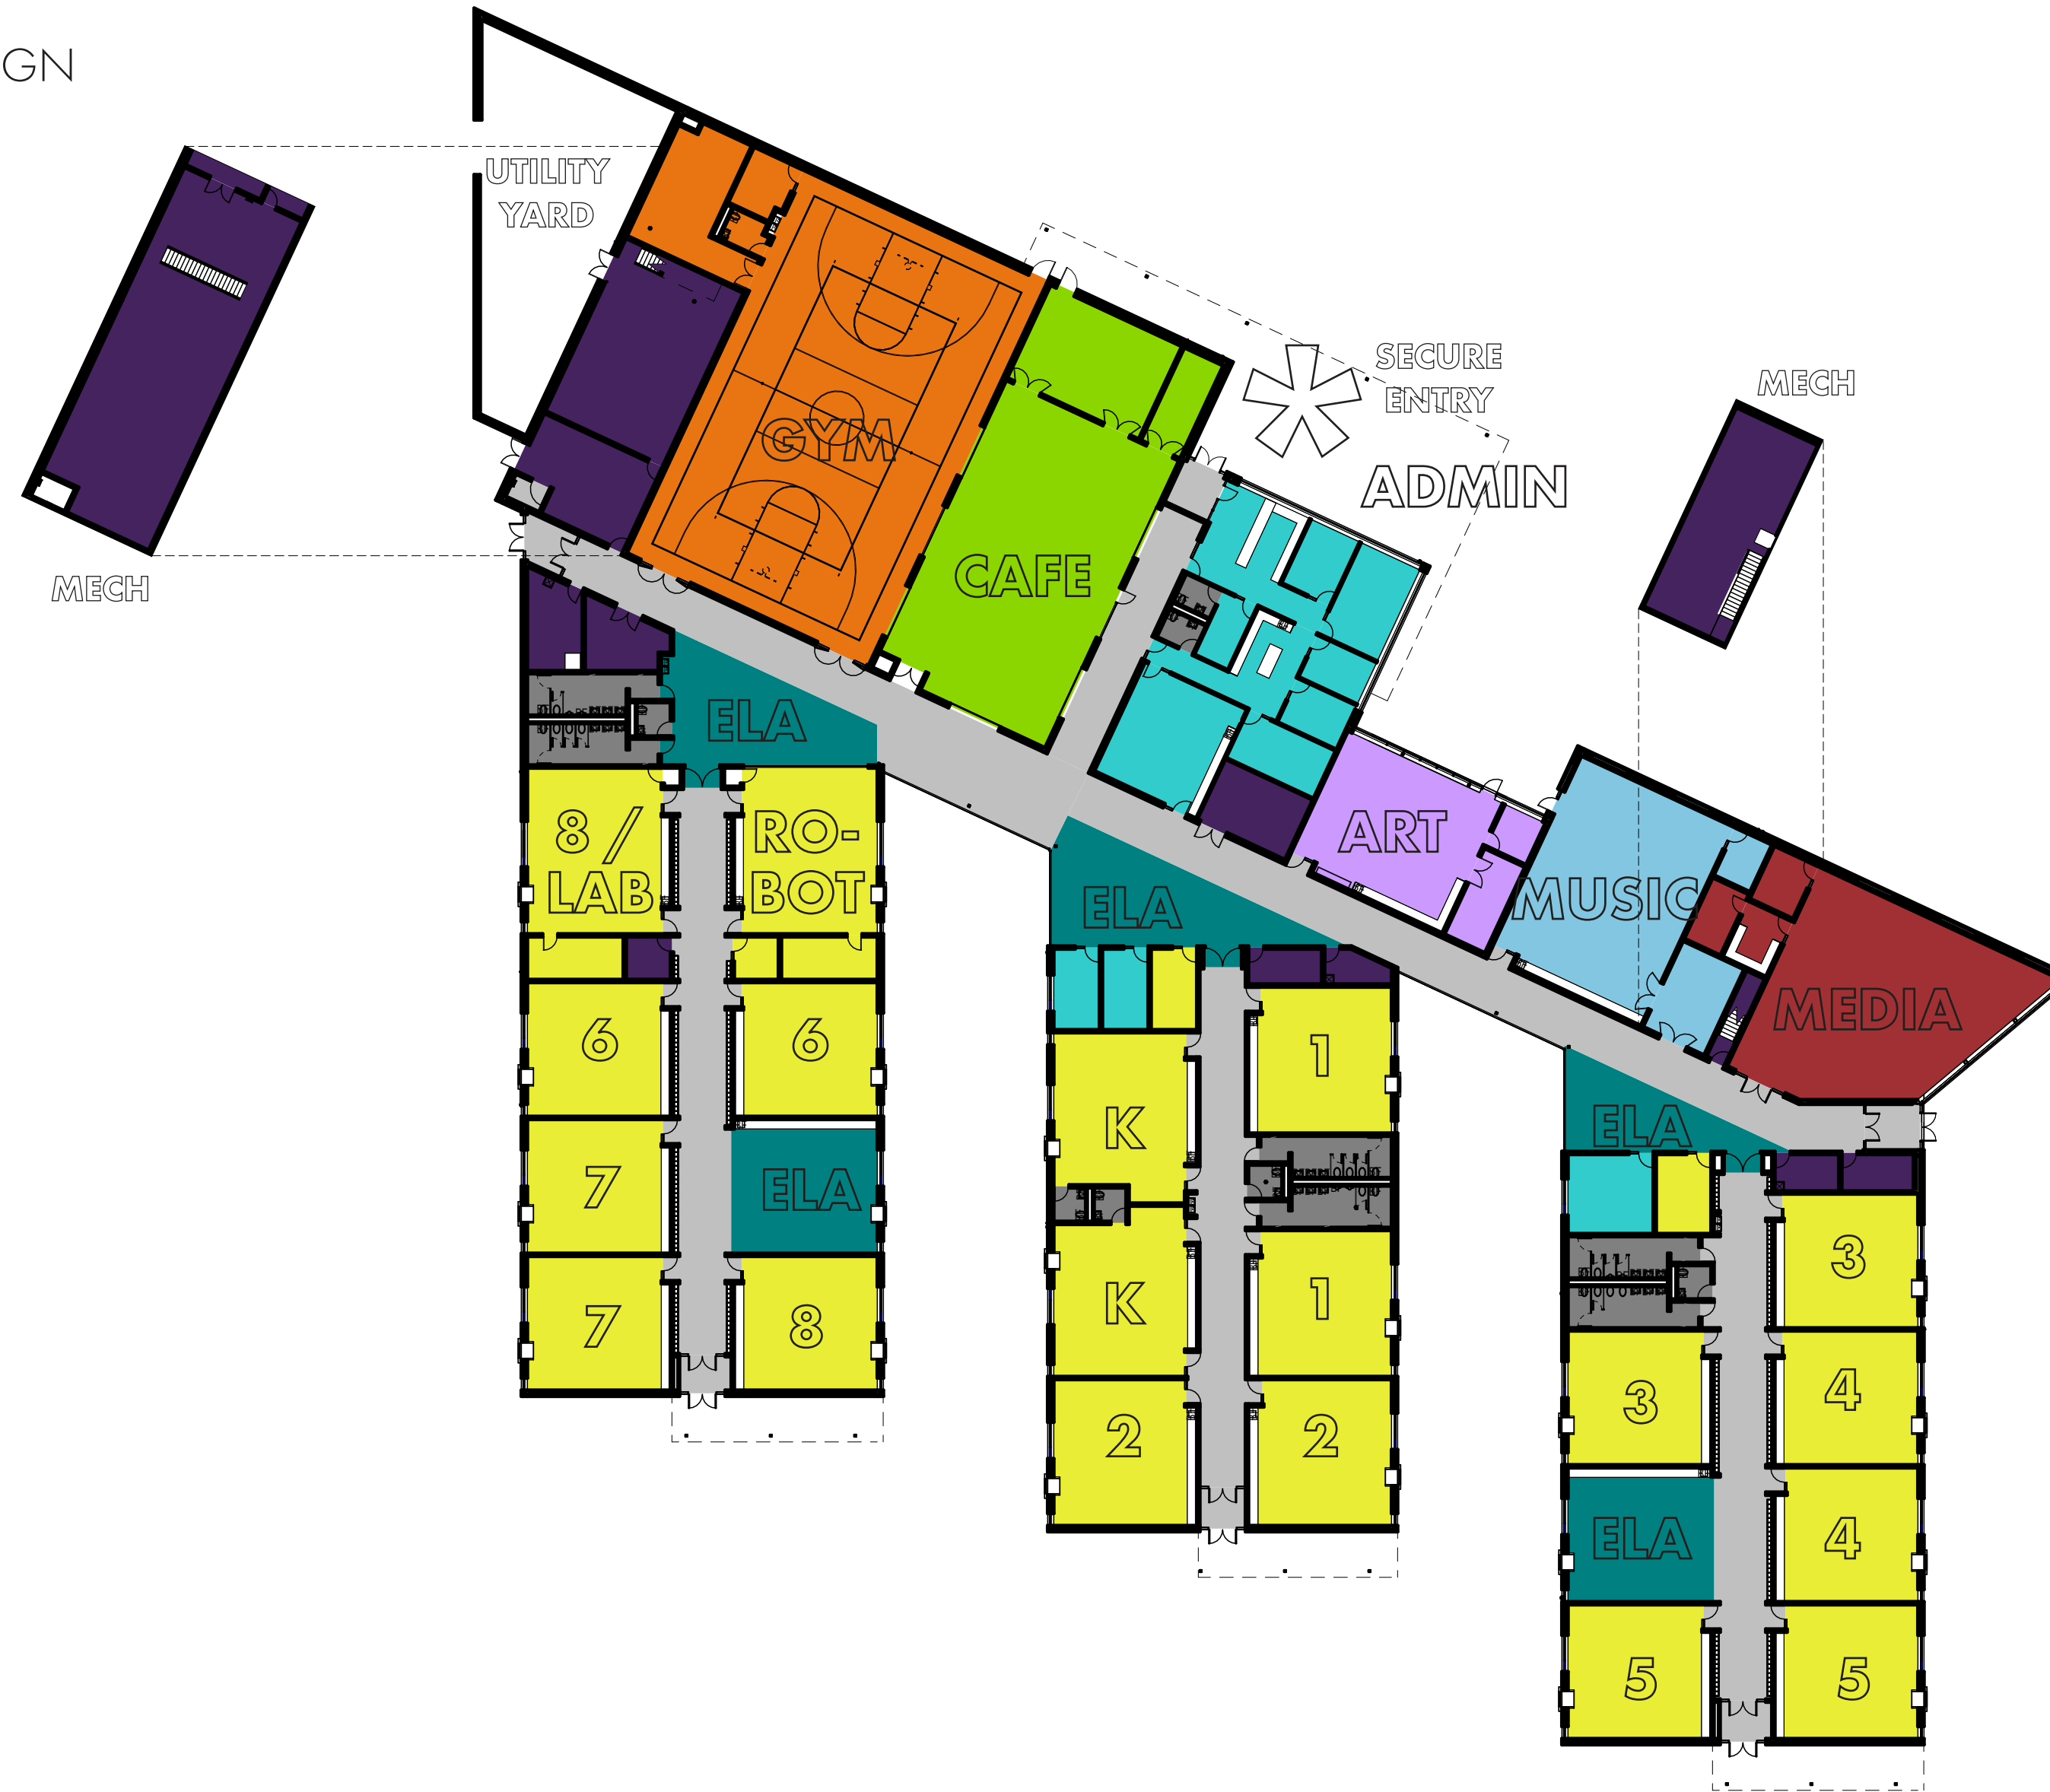 GN
UTILITY
YARD
MECH
GYM
CAFE
SECURE
ENTRY
ADMIN
MECH
ELA
8 /
LAB
RO-
BOT
6
6
7
ELA
7
8
ART
MUSIC
MEDIA
ELA
K
1
K
1
2
2
ELA
3
3
4
ELA
4
5
5